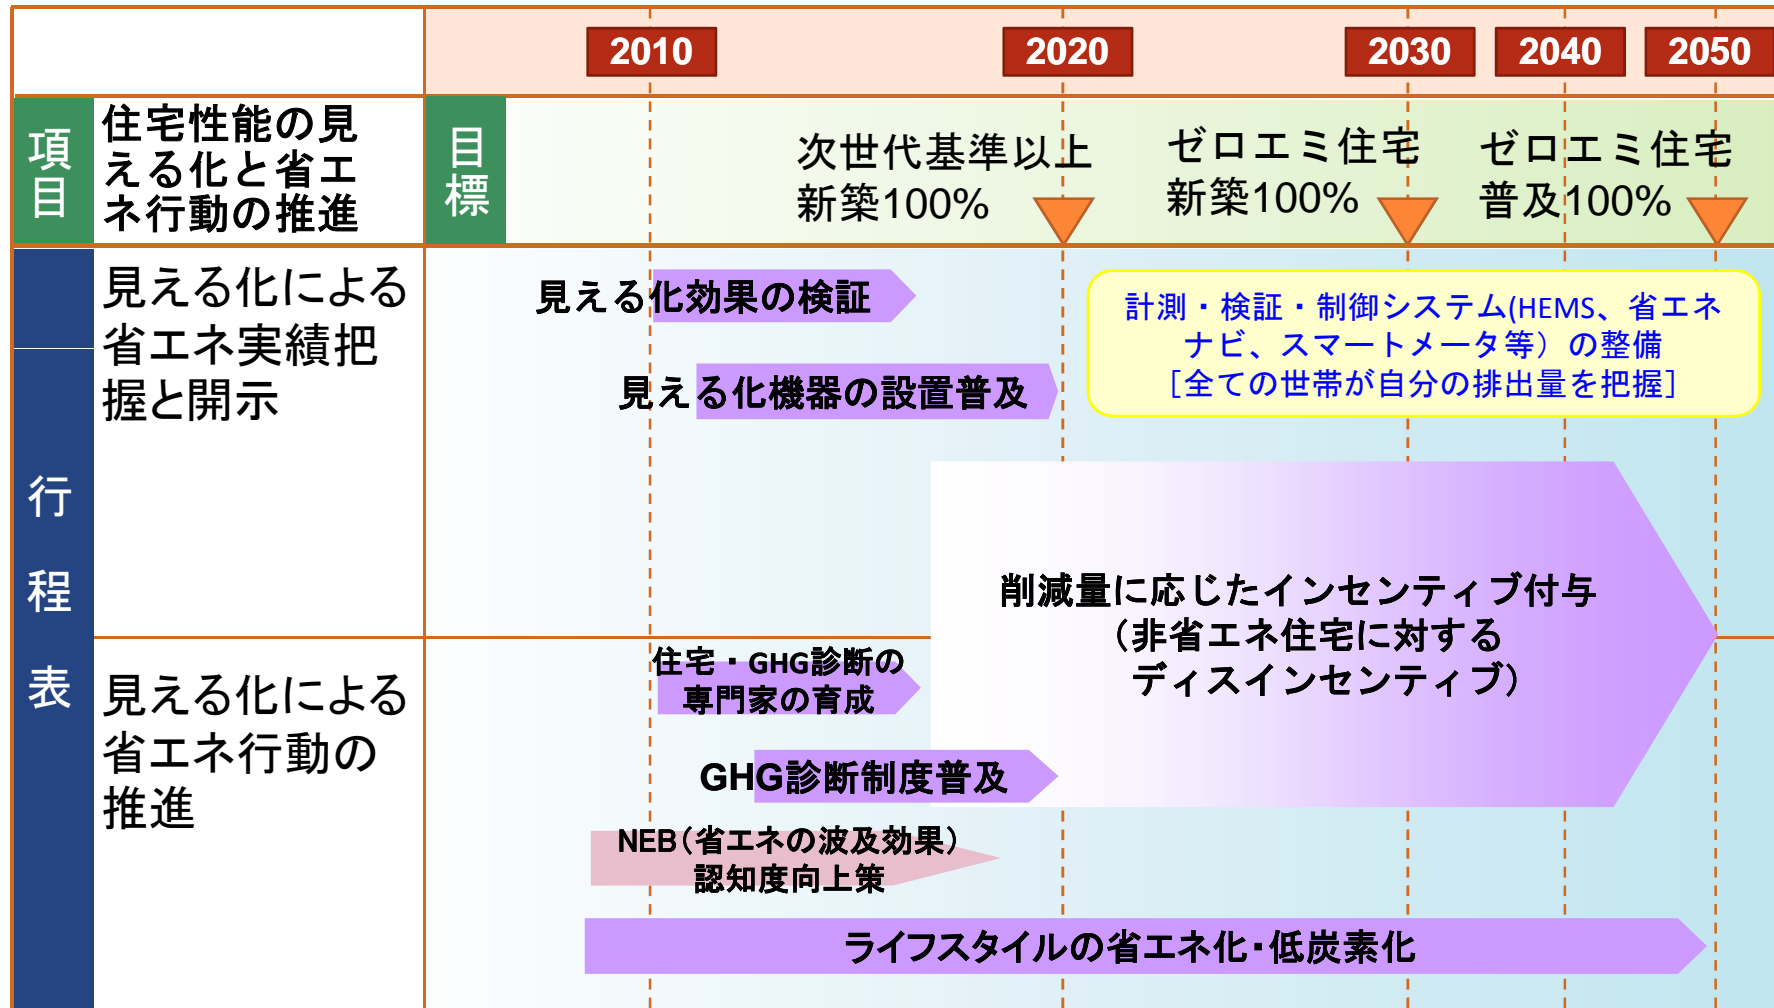 2010
2020
2030
2040
2050
項目
住宅性能の見
える化と省エ
ネ行動の推進
目標
次世代基準以上
新築100%
ゼロエミ住宅
新築100%
ゼロエミ住宅
普及100%
行程表
見える化による
省エネ実績把
握と開示
見える化効果の検証
見える化機器の設置普及
計測・検証・制御システム(HEMS、省エネ
ナビ、スマートメータ等）の整備
［全ての世帯が自分の排出量を把握］
削減量に応じたインセンティブ付与
（非省エネ住宅に対する
ディスインセンティブ）
見える化による
省エネ行動の
推進
住宅・GHG診断の
専門家の育成
GHG診断制度普及
NEB（省エネの波及効果）
認知度向上策
ライフスタイルの省エネ化・低炭素化